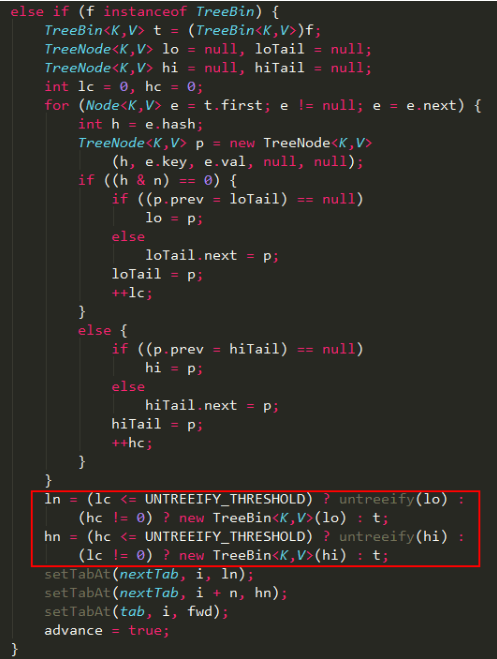 else if (f instanceof TreeBin) {
TreeBin<K,V> t = (TreeBin<K,V>)f;
TreeNode<K,V> lo = null, loTail = null;
TreeNode<K,V> hi = null, hiTail = null;
int lc = 0, hc = 0;
for (Node<K,V> e = t.first; e != null; e = e.next) {
int h = e.hash;
TreeNode<K,V> p = new TreeNode<K,V>
(h, e.key, e.val, null, null);
if ((h & n) == 0) {
if ((p.prev = loTail) == null)
lo = p;
else
loTail.next = p;
loTail = p;
++lc;
}
else {
if ((p.prev = hiTail) == null)
hi = p;
else
hiTail.next = p;
hiTail = p;
++hc;
}
}
ln = (lc <= UNTREEIFY_THRESHOLD) ? untreeify(lo) :
(hc != 0) ? new TreeBin<K,V>(lo) : t;
hn = (hc <= UNTREEIFY_THRESHOLD) ? untreeify(hi) :
(lc != 0) ? new TreeBin<K,V>(hi) : t;
setTabAt(nextTab, i, ln);
setTabAt(nextTab, i + n, hn);
setTabAt(tab, i, fwd);
advance = true;
}